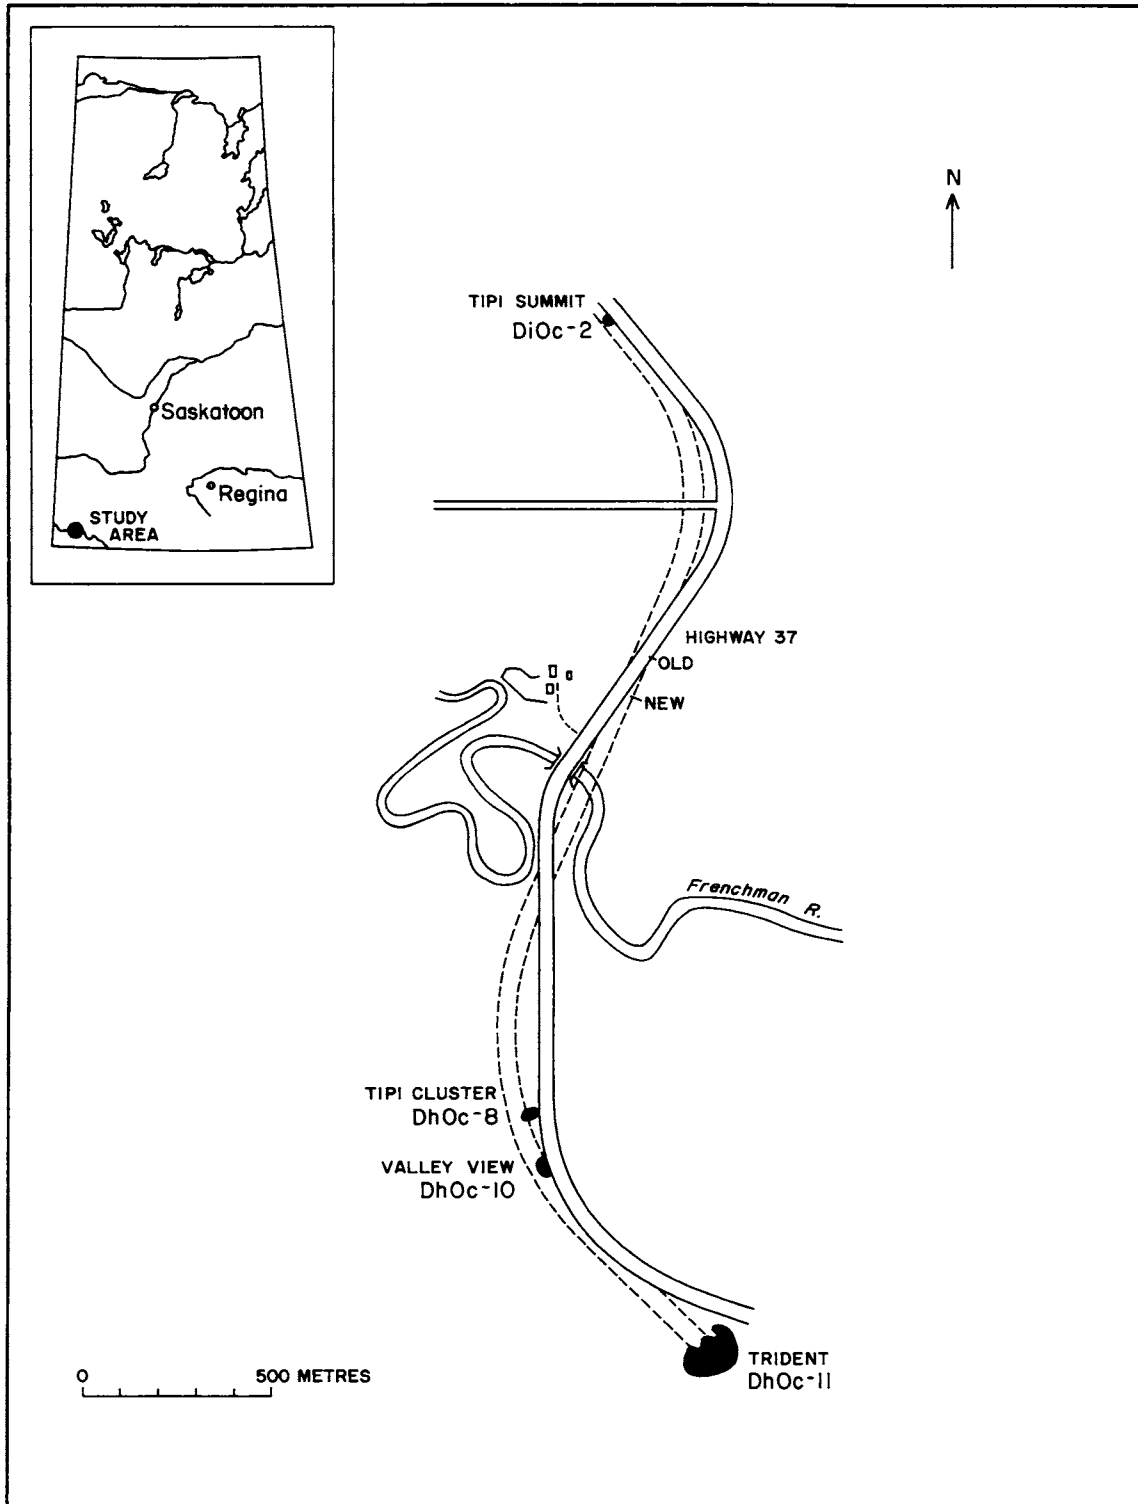 Saskatoon
Regina
STUDY
AREA
N
TIPI SUMMIT
DiOc-2
HIGHWAY 37
OLD
NEW
Frenchman R.
TIPI CLUSTER
DhOc-8
VALLEY VIEW
DhOc-10
0 500 METRES
TRIDENT
DhOc-11